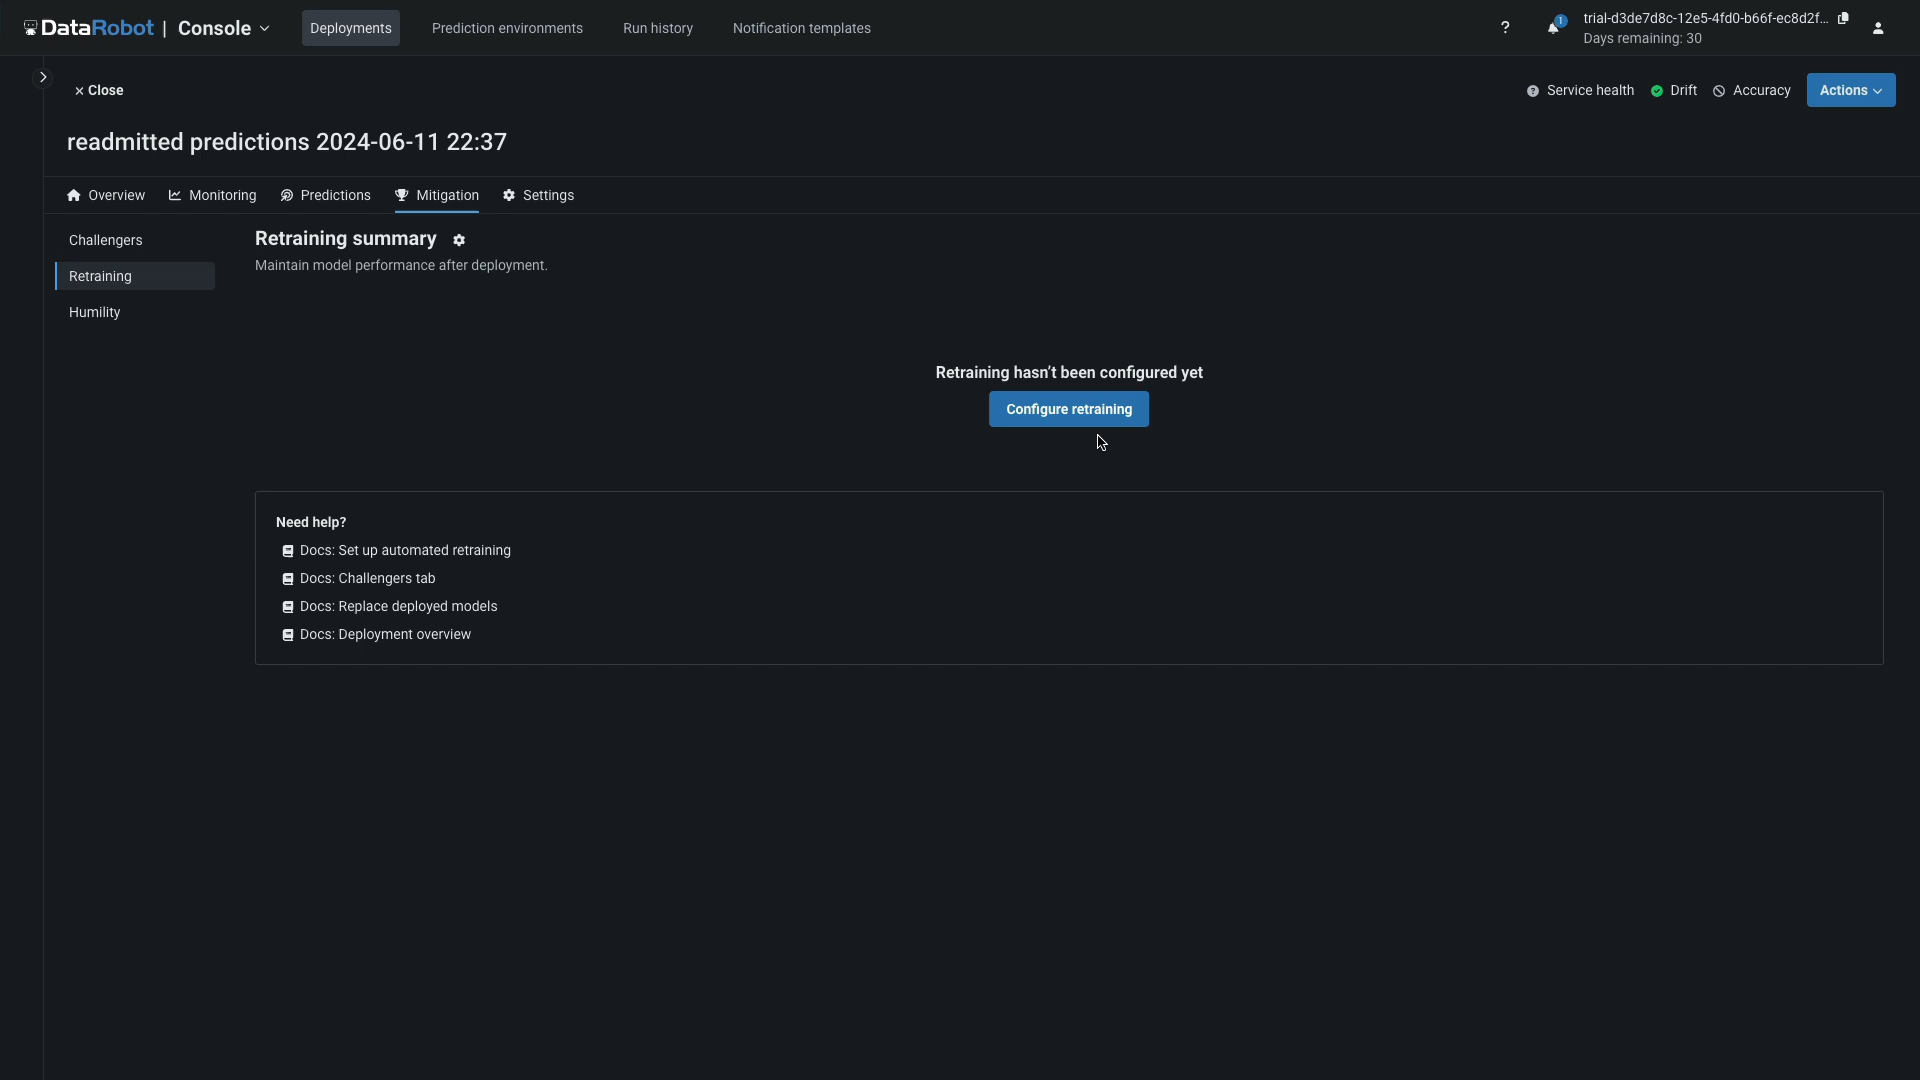 DataRobot | Console
Deployments
Prediction environments
Run history
Notification templates
?
1
trial-d3de7d8c-12e5-4fd0-b66f-ec8d2f...
Days remaining: 30
Close
Service health
Drift
Accuracy
Actions
readmitted predictions 2024-06-11 22:37
Overview
Monitoring
Predictions
Mitigation
Settings
Challengers
Retraining
Humility
Retraining summary
Maintain model performance after deployment.
Retraining hasn't been configured yet
Configure retraining
Need help?
Docs: Set up automated retraining
Docs: Challengers tab
Docs: Replace deployed models
Docs: Deployment overview